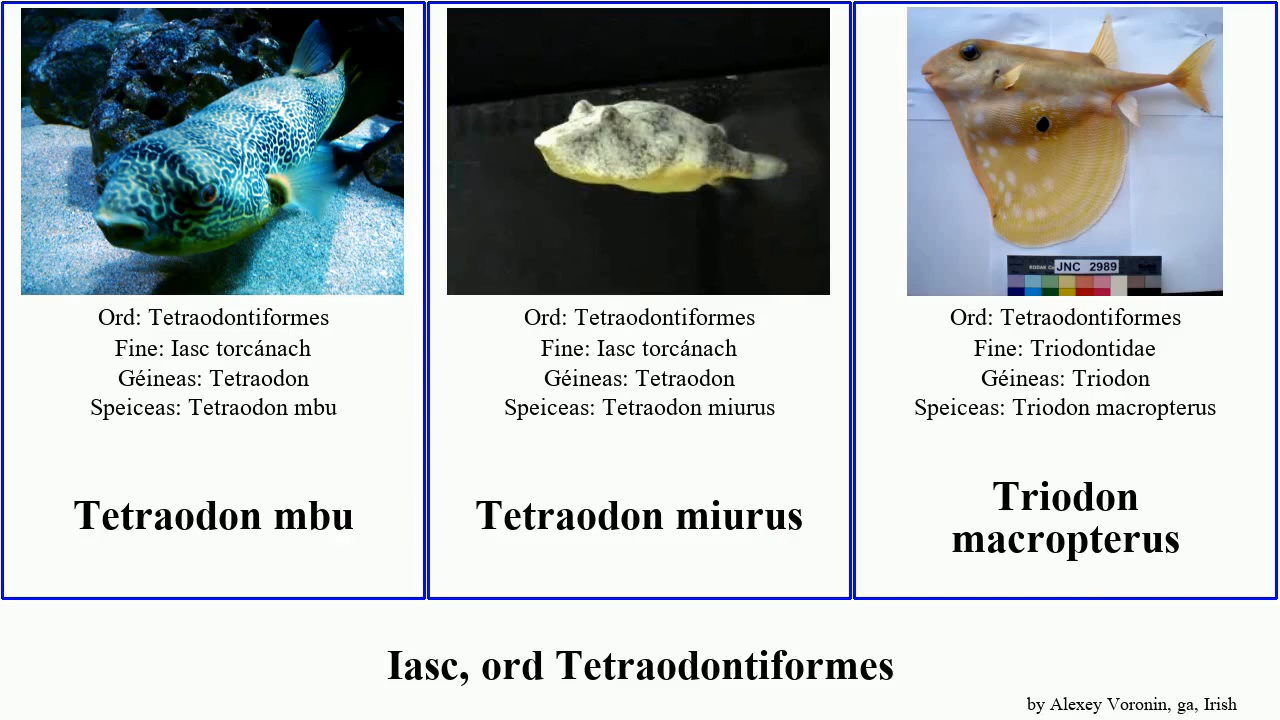 KODAK
JNC 2989
Ord: Tetraodontiformes
Fine: Iasc torcánach
Géineas: Tetraodon
Speiceas: Tetraodon mbu
Tetraodon mbu
Ord: Tetraodontiformes
Fine: Iasc torcánach
Géineas: Tetraodon
Speiceas: Tetraodon miurus
Tetraodon miurus
Ord: Tetraodontiformes
Fine: Triodontidae
Géineas: Triodon
Speiceas: Triodon macropterus
Triodon
macropterus
Iasc, ord Tetraodontiformes
by Alexey Voronin, ga, Irish